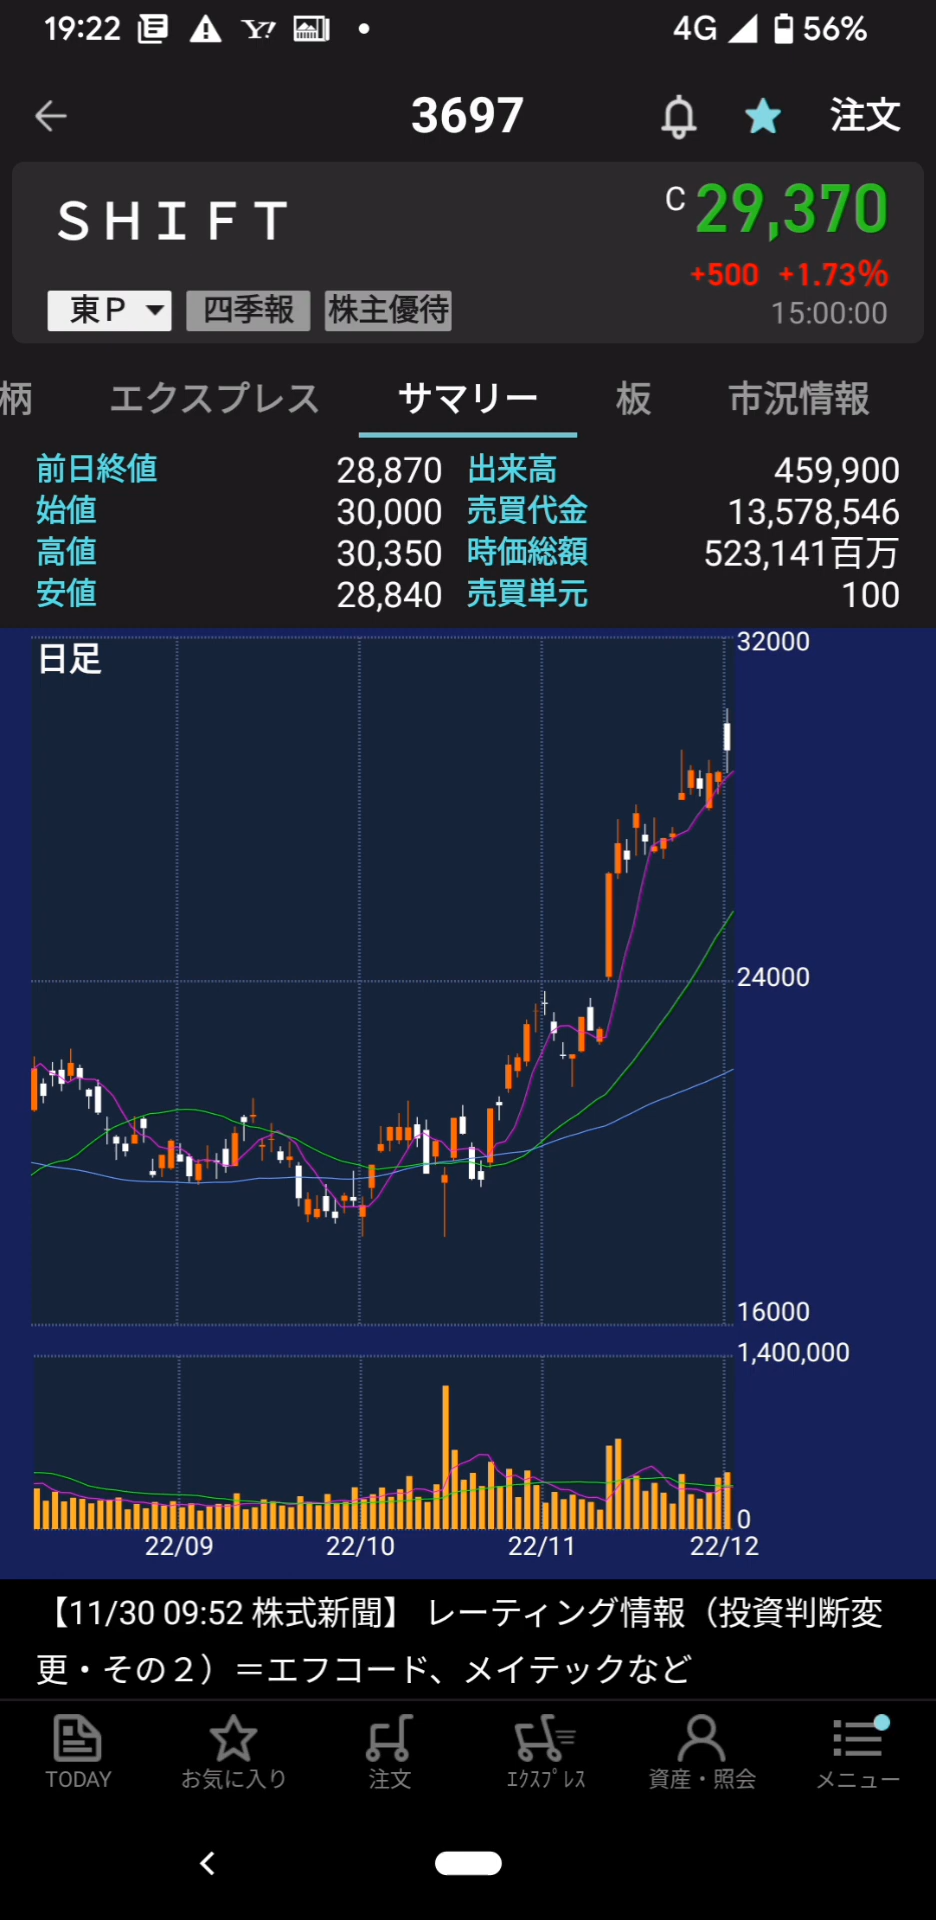 19:22 4G 56%
3697 注文
ＳＨＩＦＴ C 29,370
+500 +1.73%
東Ｐ 四季報 株主優待 15:00:00
柄 エクスプレス サマリー 板 市況情報
前日終値 28,870 出来高 459,900
始値 30,000 売買代金 13,578,546
高値 30,350 時価総額 523,141百万
安値 28,840 売買単元 100
日足
32000
24000
16000
1,400,000
0
22/09 22/10 22/11 22/12
【11/30 09:52 株式新聞】 レーティング情報（投資判断変
更・その２）＝エフコード、メイテックなど
TODAY お気に入り 注文 ｴｸｽﾌﾟﾚｽ 資産・照会 メニュー